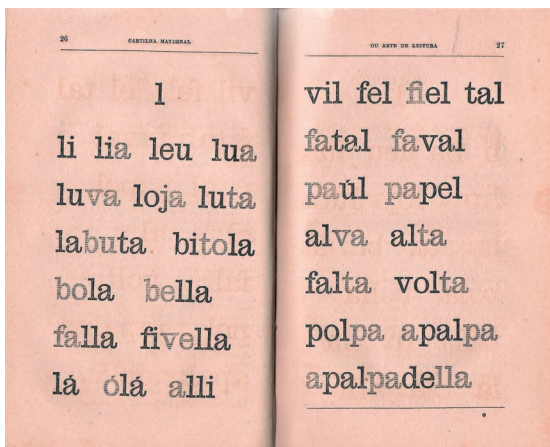 26
CARTILHA MATERNAL
l
li lia leu lua
luva loja luta
labuta bitola
bola bella
falla fivella
lá ólá alli
OU ARTE DE LEITURA
27
vil fel fiel tal
fatal faval
paúl papel
alva alta
falta volta
polpa apalpa
apalpadella